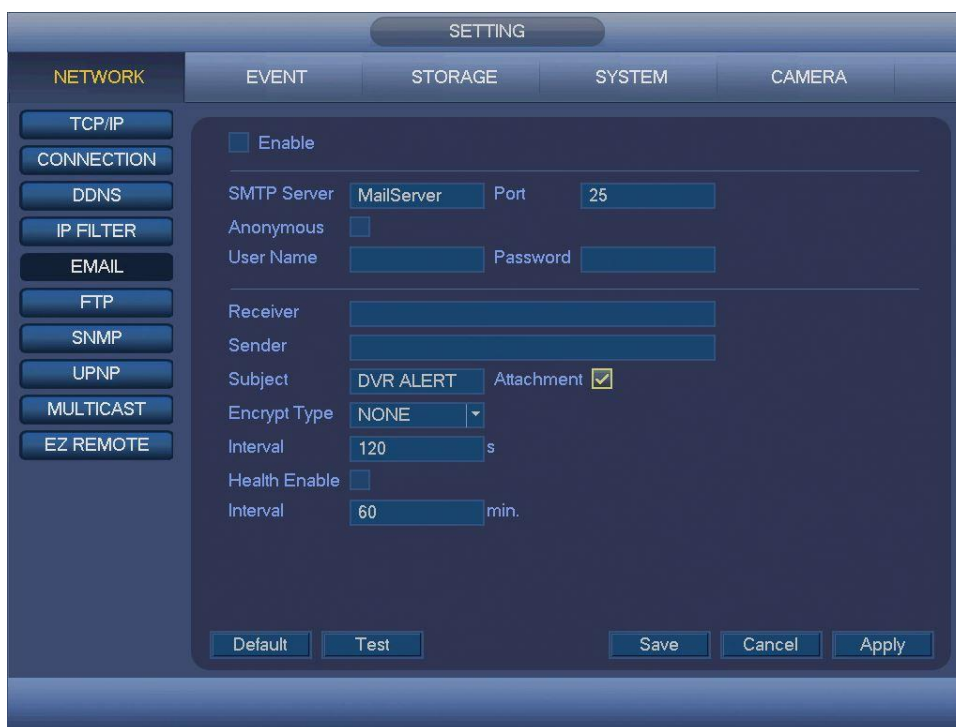 SETTING
NETWORK EVENT STORAGE SYSTEM CAMERA
TCP/IP
CONNECTION
DDNS
IP FILTER
EMAIL
FTP
SNMP
UPNP
MULTICAST
EZ REMOTE
Enable
SMTP Server MailServer Port 25
Anonymous
User Name Password
Receiver
Sender
Subject DVR ALERT Attachment
Encrypt Type NONE
Interval 120 s
Health Enable
Interval 60 min.
Default Test Save Cancel Apply